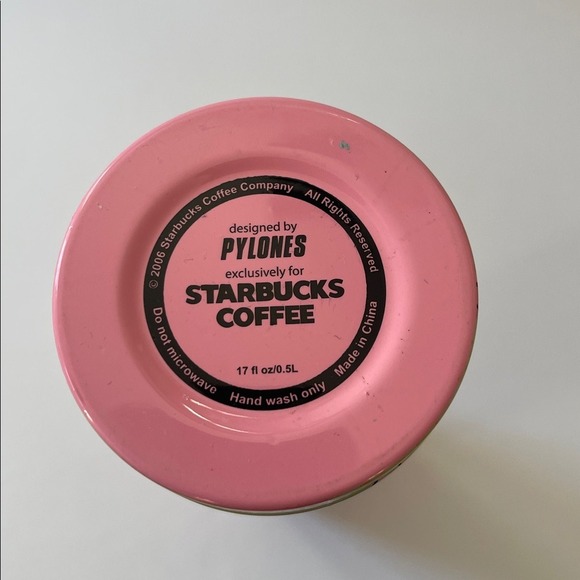 © 2006 Starbucks Coffee Company All Rights Reserved
designed by
PYLONES
exclusively for
STARBUCKS
COFFEE
17 fl oz/0.5L
Do not microwave Hand wash only Made in China